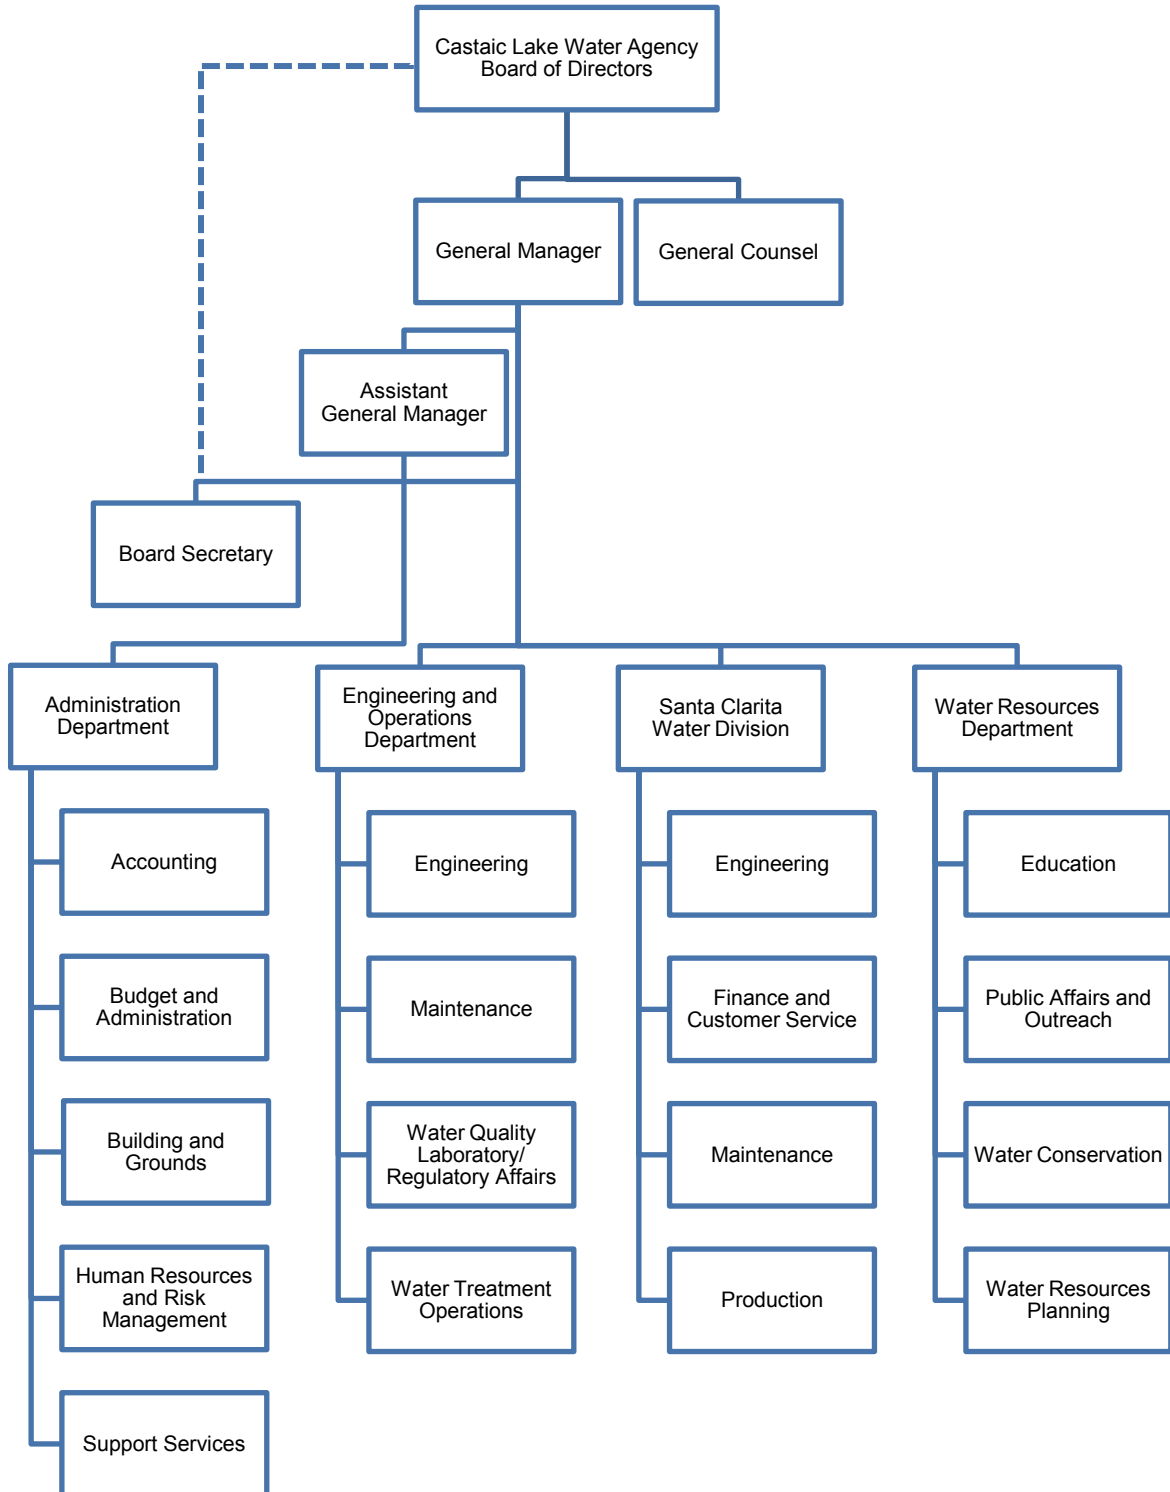 Castaic Lake Water Agency
Board of Directors
General Manager
General Counsel
Assistant
General Manager
Board Secretary
Administration
Department
Engineering and
Operations
Department
Santa Clarita
Water Division
Water Resources
Department
Accounting
Engineering
Engineering
Education
Budget and
Administration
Maintenance
Finance and
Customer Service
Public Affairs and
Outreach
Building and
Grounds
Water Quality
Laboratory/
Regulatory Affairs
Maintenance
Water Conservation
Human Resources
and Risk
Management
Water Treatment
Operations
Production
Water Resources
Planning
Support Services